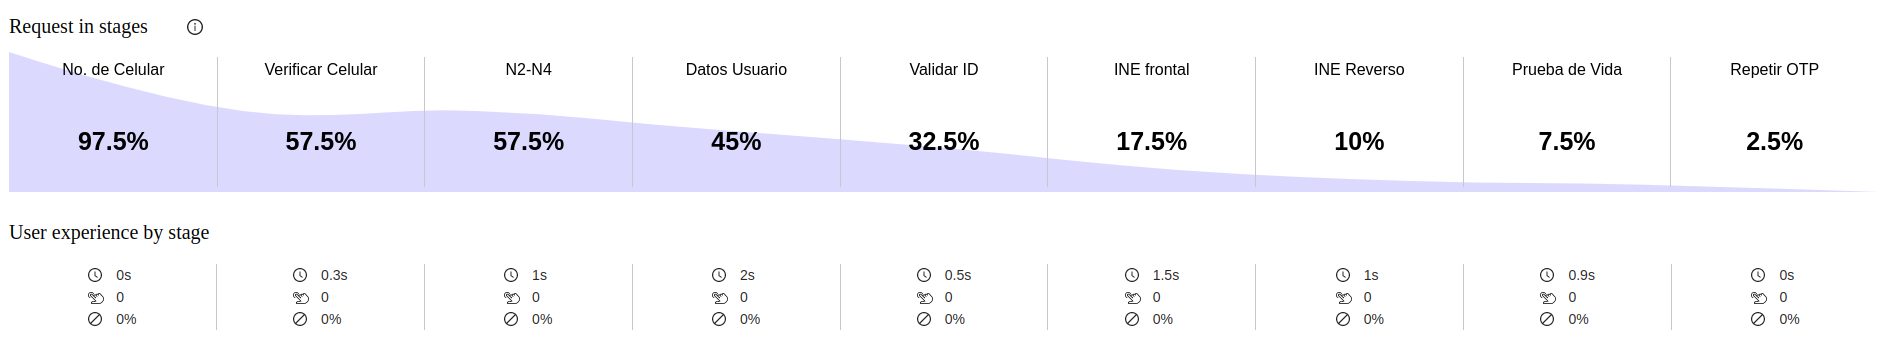 Request in stages
No. de Celular Verificar Celular N2-N4 Datos Usuario Validar ID INE frontal INE Reverso Prueba de Vida Repetir OTP
97.5% 57.5% 57.5% 45% 32.5% 17.5% 10% 7.5% 2.5%
User experience by stage
0s 0.3s 1s 2s 0.5s 1.5s 1s 0.9s 0s
0 0 0 0 0 0 0 0 0
0% 0% 0% 0% 0% 0% 0% 0% 0%